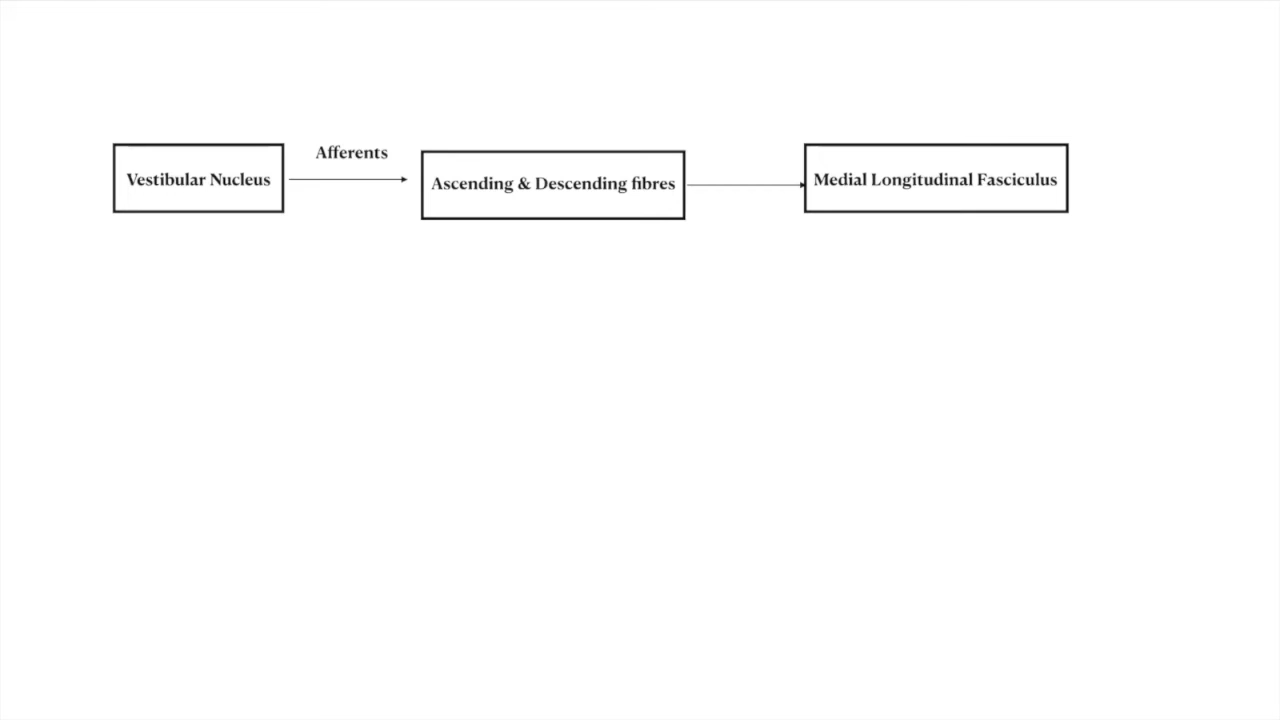 Afferents
Vestibular Nucleus
Ascending & Descending fibres
Medial Longitudinal Fasciculus